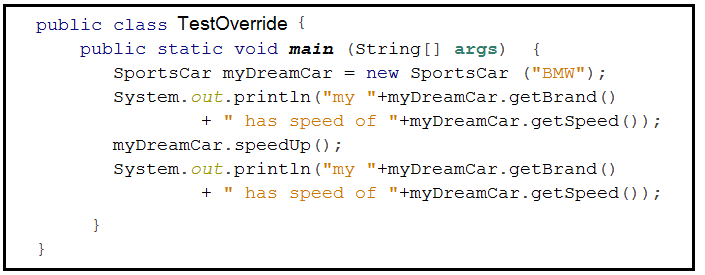 public class TestOverride {
public static void main (String[] args) {
SportsCar myDreamCar = new SportsCar ("BMW");
System.out.println("my "+myDreamCar.getBrand()
+ " has speed of "+myDreamCar.getSpeed());
myDreamCar.speedUp();
System.out.println("my "+myDreamCar.getBrand()
+ " has speed of "+myDreamCar.getSpeed());
}
}